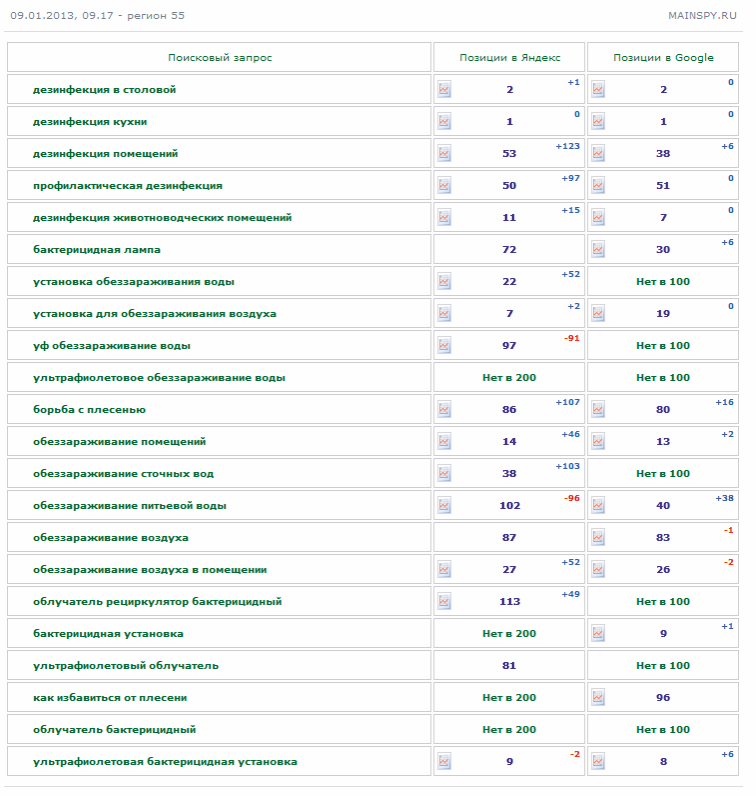 09.01.2013, 09.17 - регион 55 MAINSPY.RU
Поисковый запрос Позиции в Яндекс Позиции в Google
дезинфекция в столовой 2 +1 2 0
дезинфекция кухни 1 0 1 0
дезинфекция помещений 53 +123 38 +6
профилактическая дезинфекция 50 +97 51 0
дезинфекция животноводческих помещений 11 +15 7 0
бактерицидная лампа 72 30 +6
установка обеззараживания воды 22 +52 Нет в 100
установка для обеззараживания воздуха 7 +2 19 0
уф обеззараживание воды 97 -91 Нет в 100
ультрафиолетовое обеззараживание воды Нет в 200 Нет в 100
борьба с плесенью 86 +107 80 +16
обеззараживание помещений 14 +46 13 +2
обеззараживание сточных вод 38 +103 Нет в 100
обеззараживание питьевой воды 102 -96 40 +38
обеззараживание воздуха 87 83 -1
обеззараживание воздуха в помещении 27 +52 26 -2
облучатель рециркулятор бактерицидный 113 +49 Нет в 100
бактерицидная установка Нет в 200 9 +1
ультрафиолетовый облучатель 81 Нет в 100
как избавиться от плесени Нет в 200 96
облучатель бактерицидный Нет в 200 Нет в 100
ультрафиолетовая бактерицидная установка 9 -2 8 +6